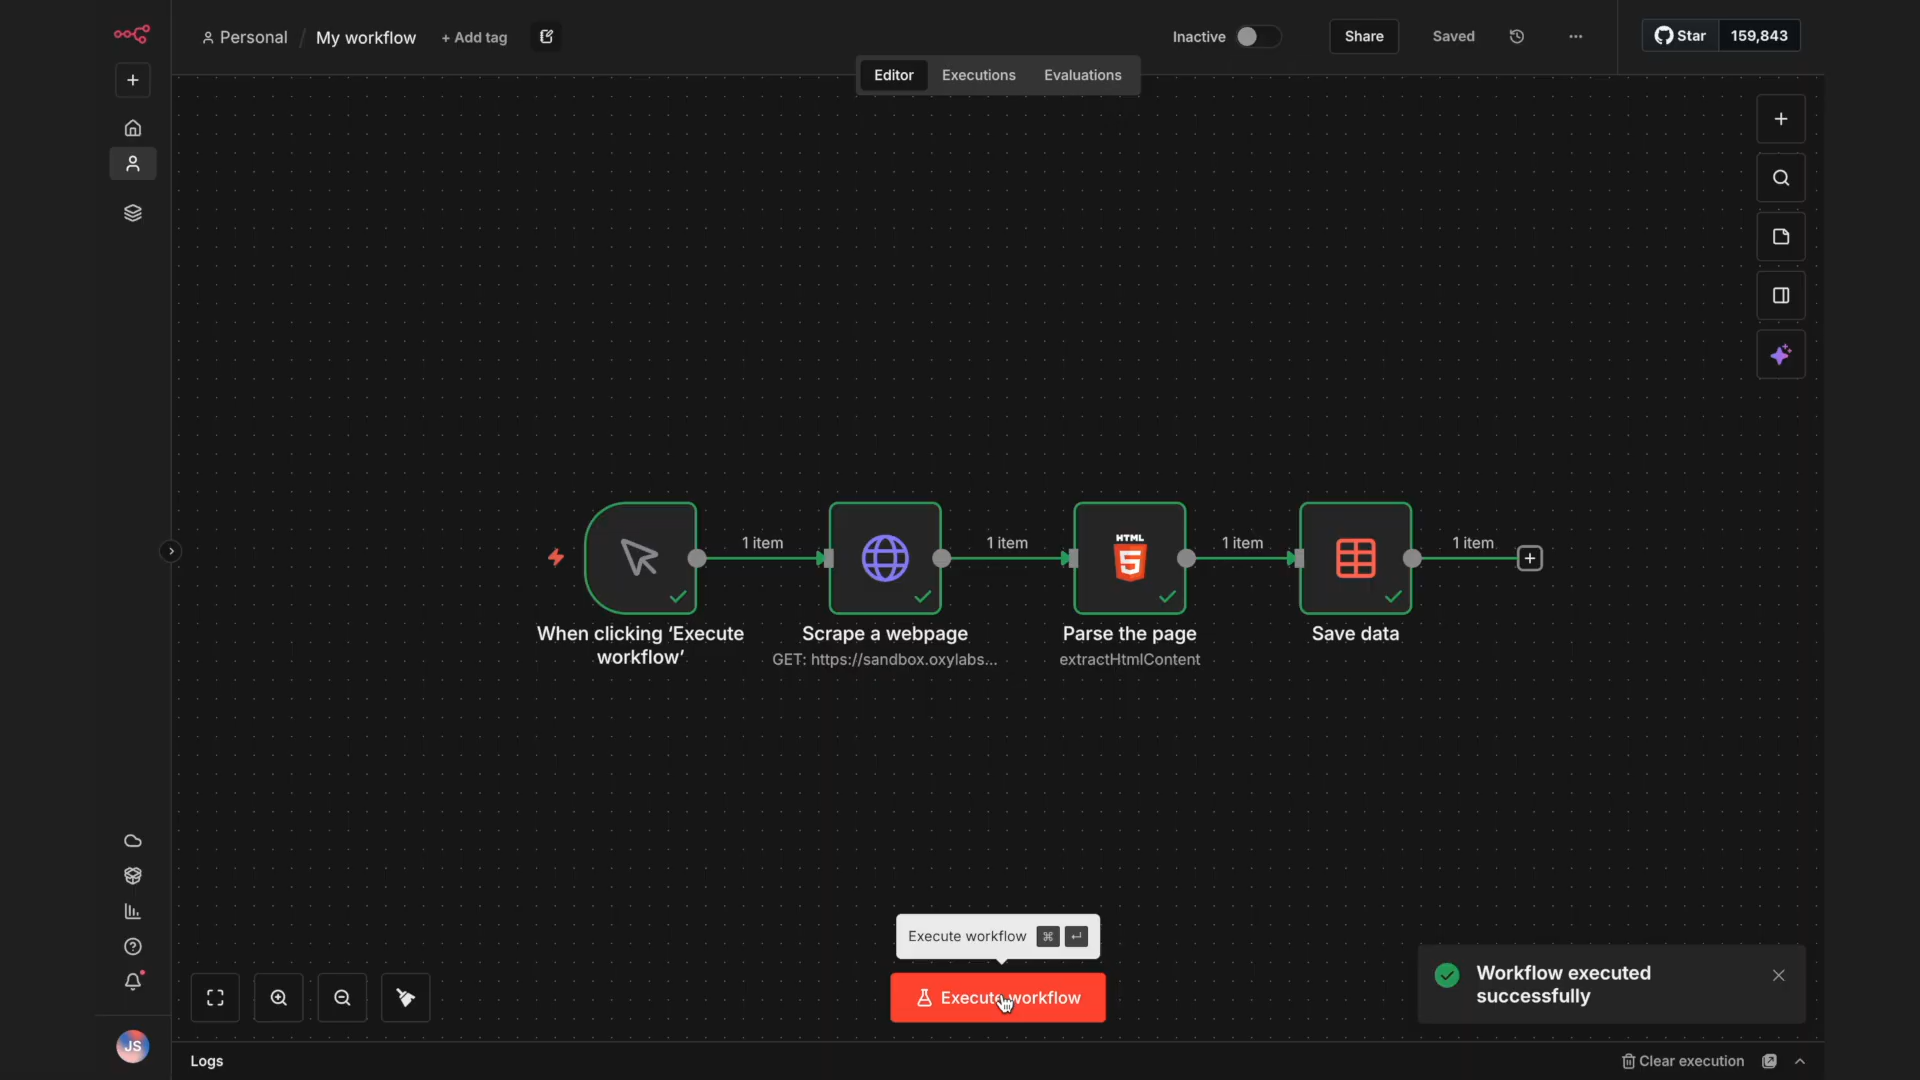 Personal / My workflow + Add tag
Inactive
Share
Saved
Star 159,843
Editor Executions Evaluations
1 item
1 item
1 item
1 item
HTML
5
When clicking ‘Execute
workflow’
Scrape a webpage
GET: https://sandbox.oxylabs...
Parse the page
extractHtmlContent
Save data
Execute workflow ⌘ ↵
Execute workflow
Workflow executed
successfully
JS
Logs
Clear execution